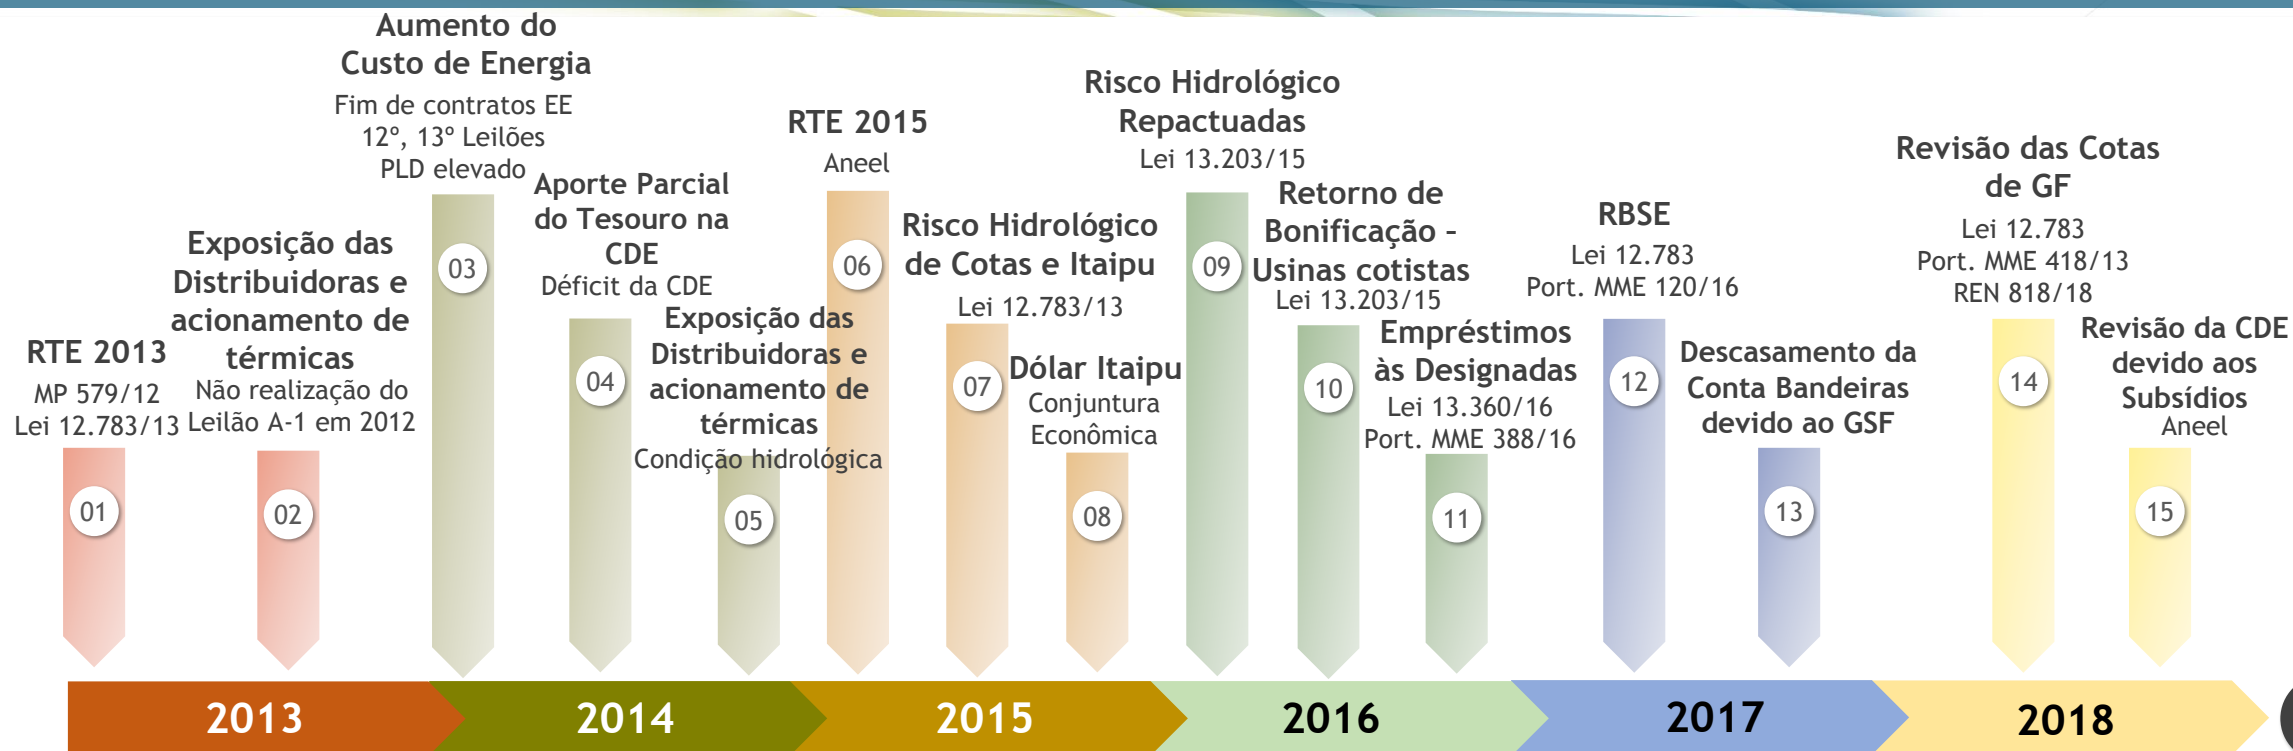 RTE 2013
MP 579/12
Lei 12.783/13
01
Exposição das
Distribuidoras e
acionamento de
térmicas
Não realização do
Leilão A-1 em 2012
02
Aumento do
Custo de Energia
Fim de contratos EE
12º, 13º Leilões
PLD elevado
03
Aporte Parcial
do Tesouro na
CDE
Déficit da CDE
04
Exposição das
Distribuidoras e
acionamento de
térmicas
Condição hidrológica
05
RTE 2015
Aneel
06
Risco Hidrológico
de Cotas e Itaipu
Lei 12.783/13
07
Dólar Itaipu
Conjuntura
Econômica
08
Risco Hidrológico
Repactuadas
Lei 13.203/15
09
Retorno de
Bonificação –
Usinas cotistas
Lei 13.203/15
10
Empréstimos
às Designadas
Lei 13.360/16
Port. MME 388/16
11
RBSE
Lei 12.783
Port. MME 120/16
12
Descasamento da
Conta Bandeiras
devido ao GSF
13
Revisão das Cotas
de GF
Lei 12.783
Port. MME 418/13
REN 818/18
14
Revisão da CDE
devido aos
Subsídios
Aneel
15
2013
2014
2015
2016
2017
2018